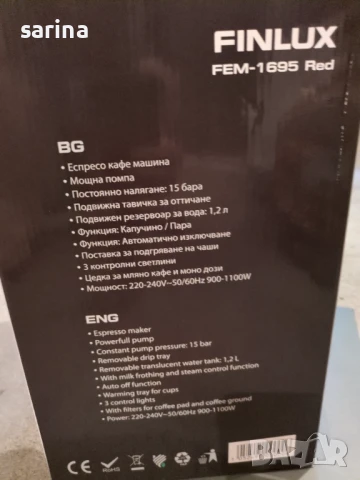 sarina
FINLUX
FEM-1695 Red
BG
• Еспресо кафе машина
• Мощна помпа
• Постоянно налягане: 15 бара
• Подвижна тавичка за оттичане
• Подвижен резервоар за вода: 1,2 л
• Функция: Капучино / Пара
• Функция: Автоматично изключване
• Поставка за подгряване на чаши
• 3 контролни светлини
• Цедка за мляно кафе и моно дози
• Мощност: 220-240V~50/60Hz 900-1100W
ENG
• Espresso maker
• Powerfull pump
• Constant pump pressure: 15 bar
• Removable drip tray
• Removable translucent water tank: 1,2 L
• With milk frothing and steam control function
• Auto off function
• Warming tray for cups
• 3 control lights
• With filters for coffee pad and coffee ground
• Power: 220-240V~50/60Hz 900-1100W
CE
RoHS
BAZAR